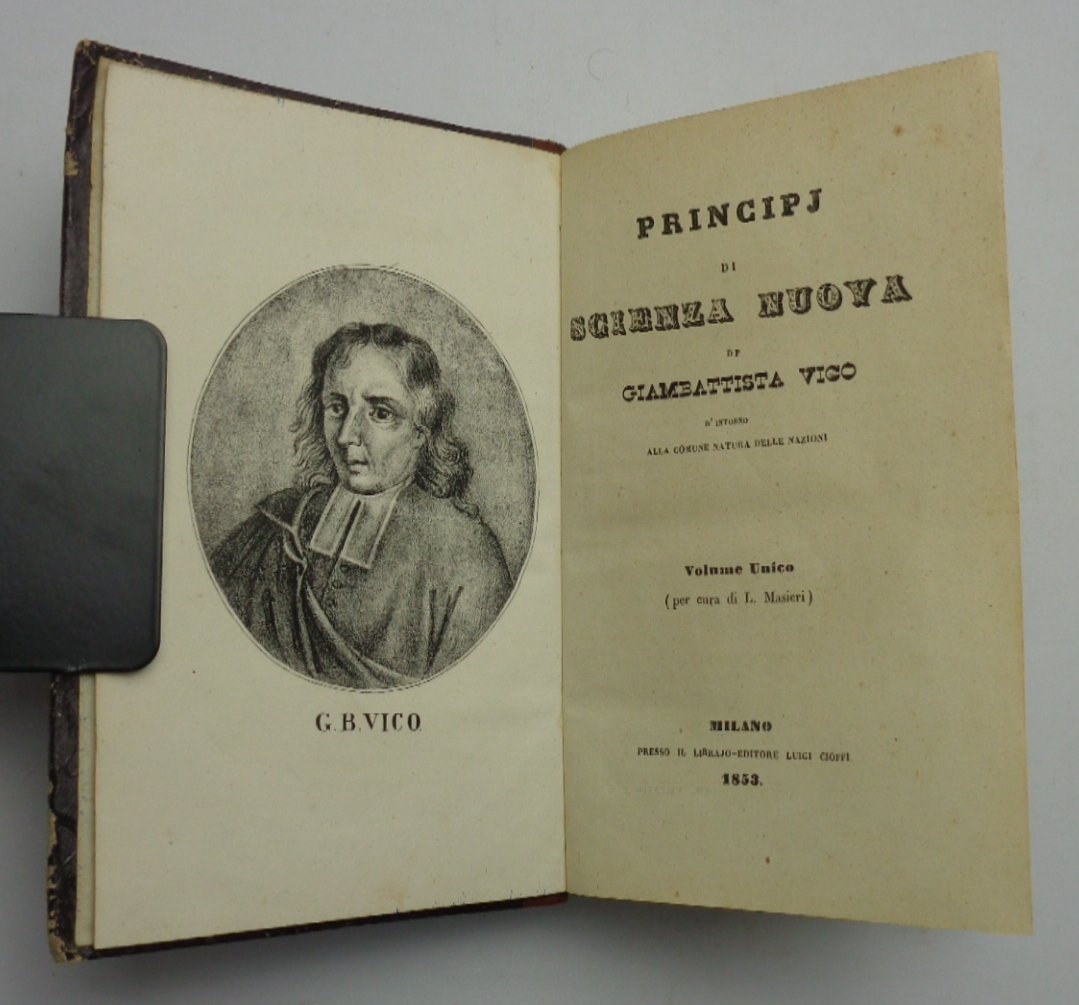 G. B. VICO.
PRINCIPJ
DI
SCIENZA NUOVA
DI
GIAMBATTISTA VICO
D'INTORNO
ALLA COMUNE NATURA DELLE NAZIONI
Volume Unico
(per cura di L. Masieri)
MILANO
PRESSO IL LIBRAJO-EDITORE LUIGI CIOFFI
1853.